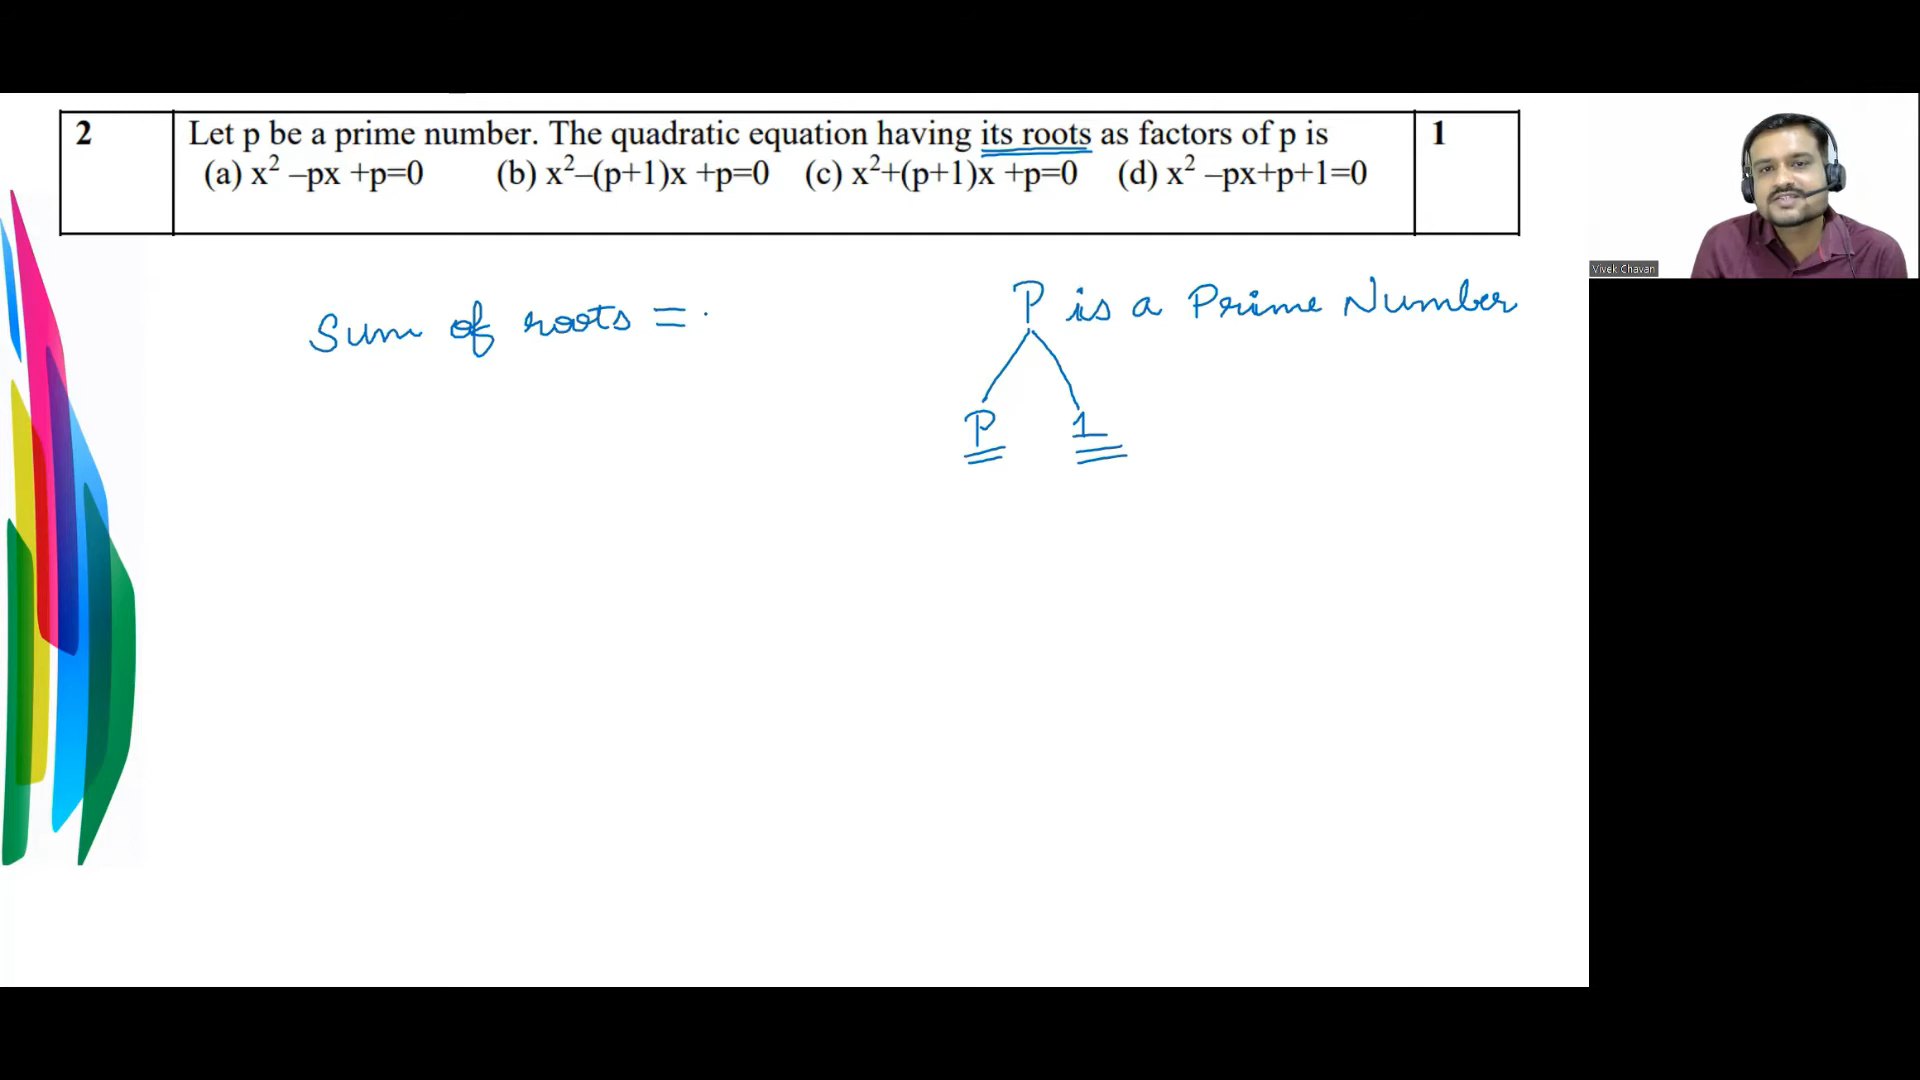 2
Let p be a prime number. The quadratic equation having its roots as factors of p is
1
(a) x² –px +p=0 (b) x²–(p+1)x +p=0 (c) x²+(p+1)x +p=0 (d) x² –px+p+1=0
Vivek Chavan
Sum of roots =
P is a Prime Number
P 1